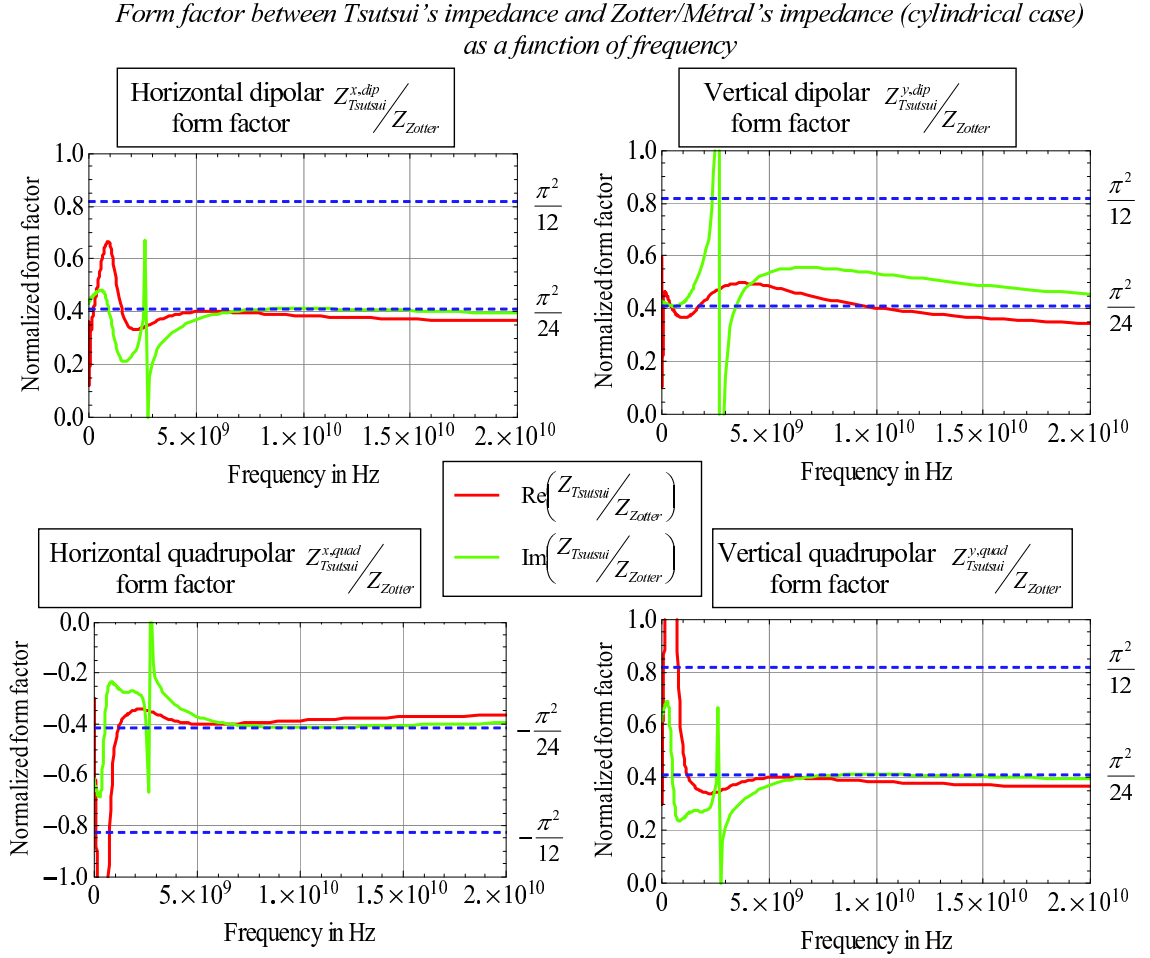 Form factor between Tsutsui's impedance and Zotter/Métral's impedance (cylindrical case)
as a function of frequency
Horizontal dipolar Z^{x,dip}_{Tsutsui}/Z_{Zotter}
form factor
Normalized form factor
1.0
0.8
0.6
0.4
0.2
0.0
π²/12
π²/24
0 5.×10⁹ 1.×10¹⁰ 1.5×10¹⁰ 2.×10¹⁰
Frequency in Hz
Vertical dipolar Z^{y,dip}_{Tsutsui}/Z_{Zotter}
form factor
Normalized form factor
1.0
0.8
0.6
0.4
0.2
0.0
π²/12
π²/24
0 5.×10⁹ 1.×10¹⁰ 1.5×10¹⁰ 2.×10¹⁰
Frequency in Hz
Re(Z_{Tsutsui}/Z_{Zotter})
Im(Z_{Tsutsui}/Z_{Zotter})
Horizontal quadrupolar Z^{x,quad}_{Tsutsui}/Z_{Zotter}
form factor
Normalized form factor
0.0
−0.2
−0.4
−0.6
−0.8
−1.0
−π²/24
−π²/12
0 5.×10⁹ 1.×10¹⁰ 1.5×10¹⁰ 2.×10¹⁰
Frequency in Hz
Vertical quadrupolar Z^{y,quad}_{Tsutsui}/Z_{Zotter}
form factor
Normalized form factor
1.0
0.8
0.6
0.4
0.2
0.0
π²/12
π²/24
0 5.×10⁹ 1.×10¹⁰ 1.5×10¹⁰ 2.×10¹⁰
Frequency in Hz